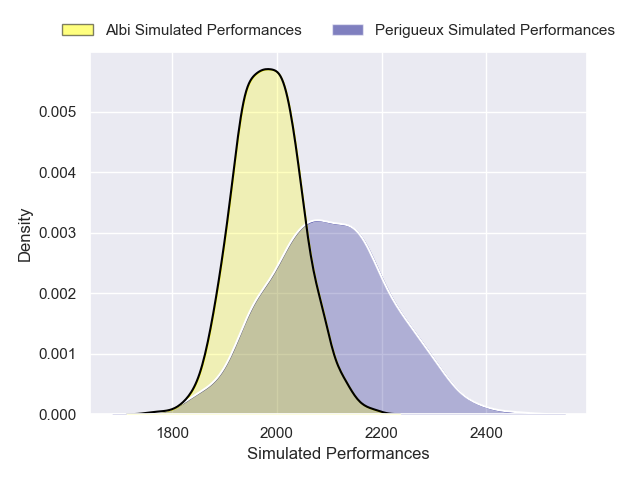 Albi Simulated Performances Perigueux Simulated Performances
0.005
0.004
0.003
0.002
0.001
0.000
Density
1800 2000 2200 2400
Simulated Performances